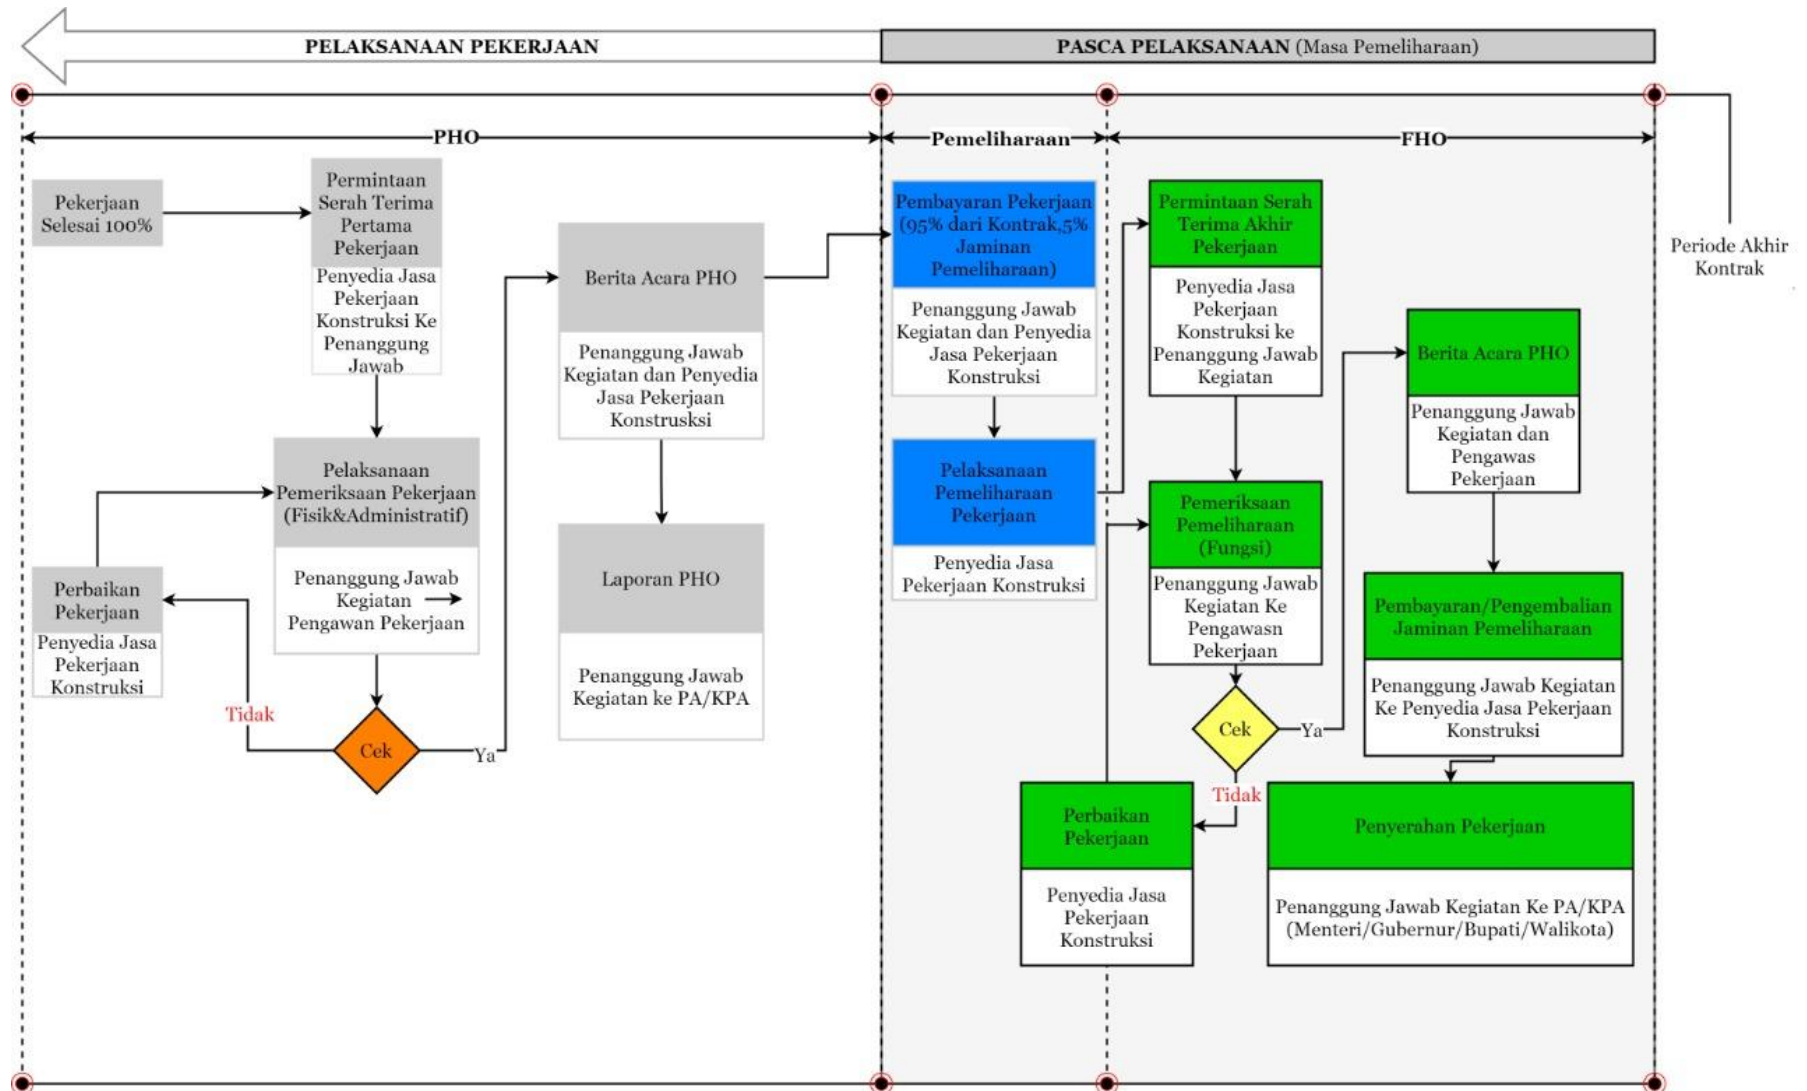 PELAKSANAAN PEKERJAAN
PASCA PELAKSANAAN (Masa Pemeliharaan)
PHO
Pemeliharaan
FHO
Periode Akhir
Kontrak
Pekerjaan
Selesai 100%
Permintaan
Serah Terima
Pertama
Pekerjaan
Penyedia Jasa
Pekerjaan
Konstruksi Ke
Penanggung
Jawab
Pelaksanaan
Pemeriksaan Pekerjaan
(Fisik&Administratif)
Penanggung Jawab
Kegiatan
Pengawan Pekerjaan
Perbaikan
Pekerjaan
Penyedia Jasa
Pekerjaan
Konstruksi
Tidak
Cek
Ya
Berita Acara PHO
Penanggung Jawab
Kegiatan dan Penyedia
Jasa Pekerjaan
Konstrusksi
Laporan PHO
Penanggung Jawab
Kegiatan ke PA/KPA
Pembayaran Pekerjaan
(95% dari Kontrak,5%
Jaminan
Pemeliharaan)
Penanggung Jawab
Kegiatan dan Penyedia
Jasa Pekerjaan
Konstruksi
Pelaksanaan
Pemeliharaan
Pekerjaan
Penyedia Jasa
Pekerjaan Konstruksi
Permintaan Serah
Terima Akhir
Pekerjaan
Penyedia Jasa
Pekerjaan
Konstruksi ke
Penanggung Jawab
Kegiatan
Pemeriksaan
Pemeliharaan
(Fungsi)
Penanggung Jawab
Kegiatan Ke
Pengawasn
Pekerjaan
Cek
Ya
Tidak
Perbaikan
Pekerjaan
Penyedia Jasa
Pekerjaan
Konstruksi
Berita Acara PHO
Penanggung Jawab
Kegiatan dan
Pengawas
Pekerjaan
Pembayaran/Pengembalian
Jaminan Pemeliharaan
Penanggung Jawab Kegiatan
Ke Penyedia Jasa Pekerjaan
Konstruksi
Penyerahan Pekerjaan
Penanggung Jawab Kegiatan Ke PA/KPA
(Menteri/Gubernur/Bupati/Walikota)